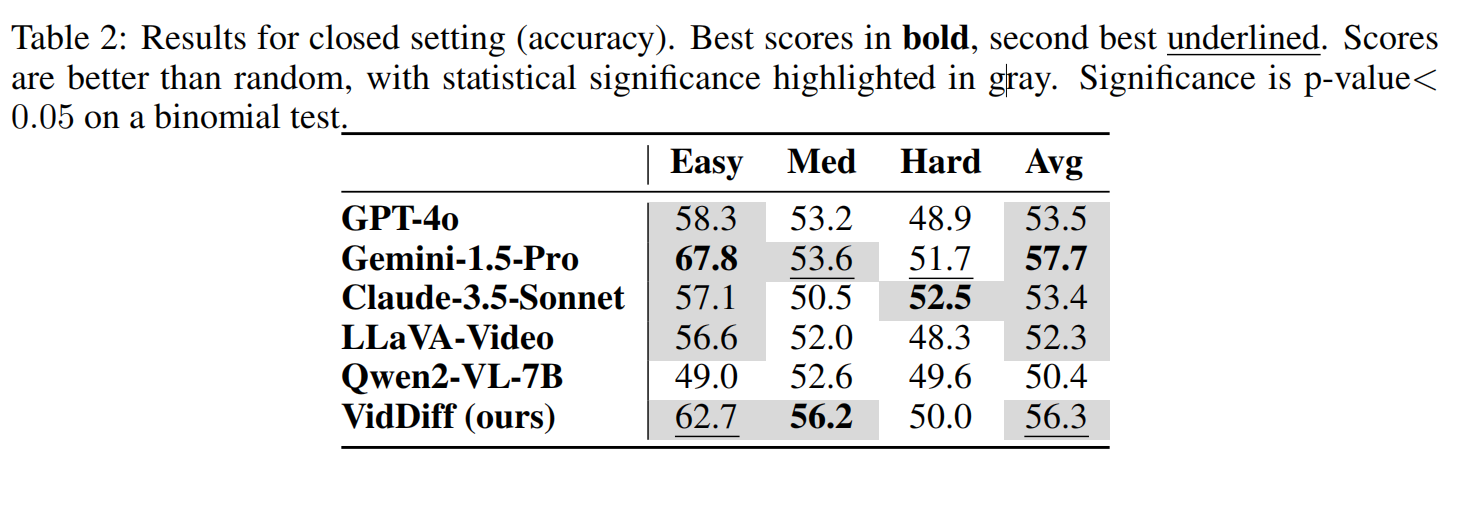 Table 2: Results for closed setting (accuracy). Best scores in bold, second best underlined. Scores
are better than random, with statistical significance highlighted in gray. Significance is p-value<
0.05 on a binomial test.
Easy Med Hard Avg
GPT-4o 58.3 53.2 48.9 53.5
Gemini-1.5-Pro 67.8 53.6 51.7 57.7
Claude-3.5-Sonnet 57.1 50.5 52.5 53.4
LLaVA-Video 56.6 52.0 48.3 52.3
Qwen2-VL-7B 49.0 52.6 49.6 50.4
VidDiff (ours) 62.7 56.2 50.0 56.3